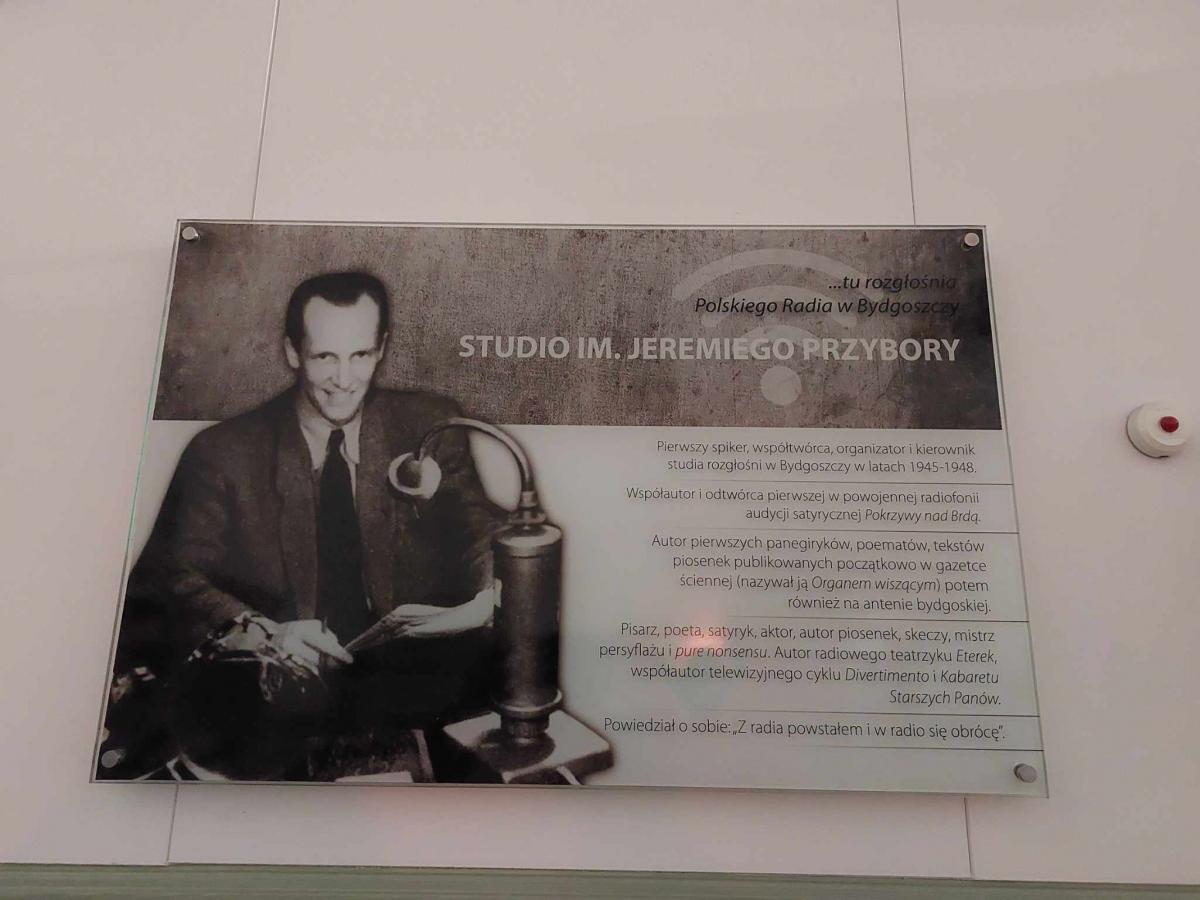 ...tu rozgłośnia
Polskiego Radia w Bydgoszczy
STUDIO IM. JEREMIEGO PRZYBORY
Pierwszy spiker, współtwórca, organizator i kierownik
studia rozgłośni w Bydgoszczy w latach 1945-1948.
Współautor i odtwórca pierwszej w powojennej radiofonii
audycji satyrycznej Pokrzywy nad Brdą.
Autor pierwszych panegiryków, poematów, tekstów
piosenek publikowanych początkowo w gazetce
ściennej (nazywał ją Organem wiszącym) potem
również na antenie bydgoskiej.
Pisarz, poeta, satyryk, aktor, autor piosenek, skeczy, mistrz
persyflażu i pure nonsensu. Autor radiowego teatrzyku Eterek,
współautor telewizyjnego cyklu Divertimento i Kabaretu
Starszych Panów.
Powiedział o sobie: „Z radia powstałem i w radio się obrócę”.